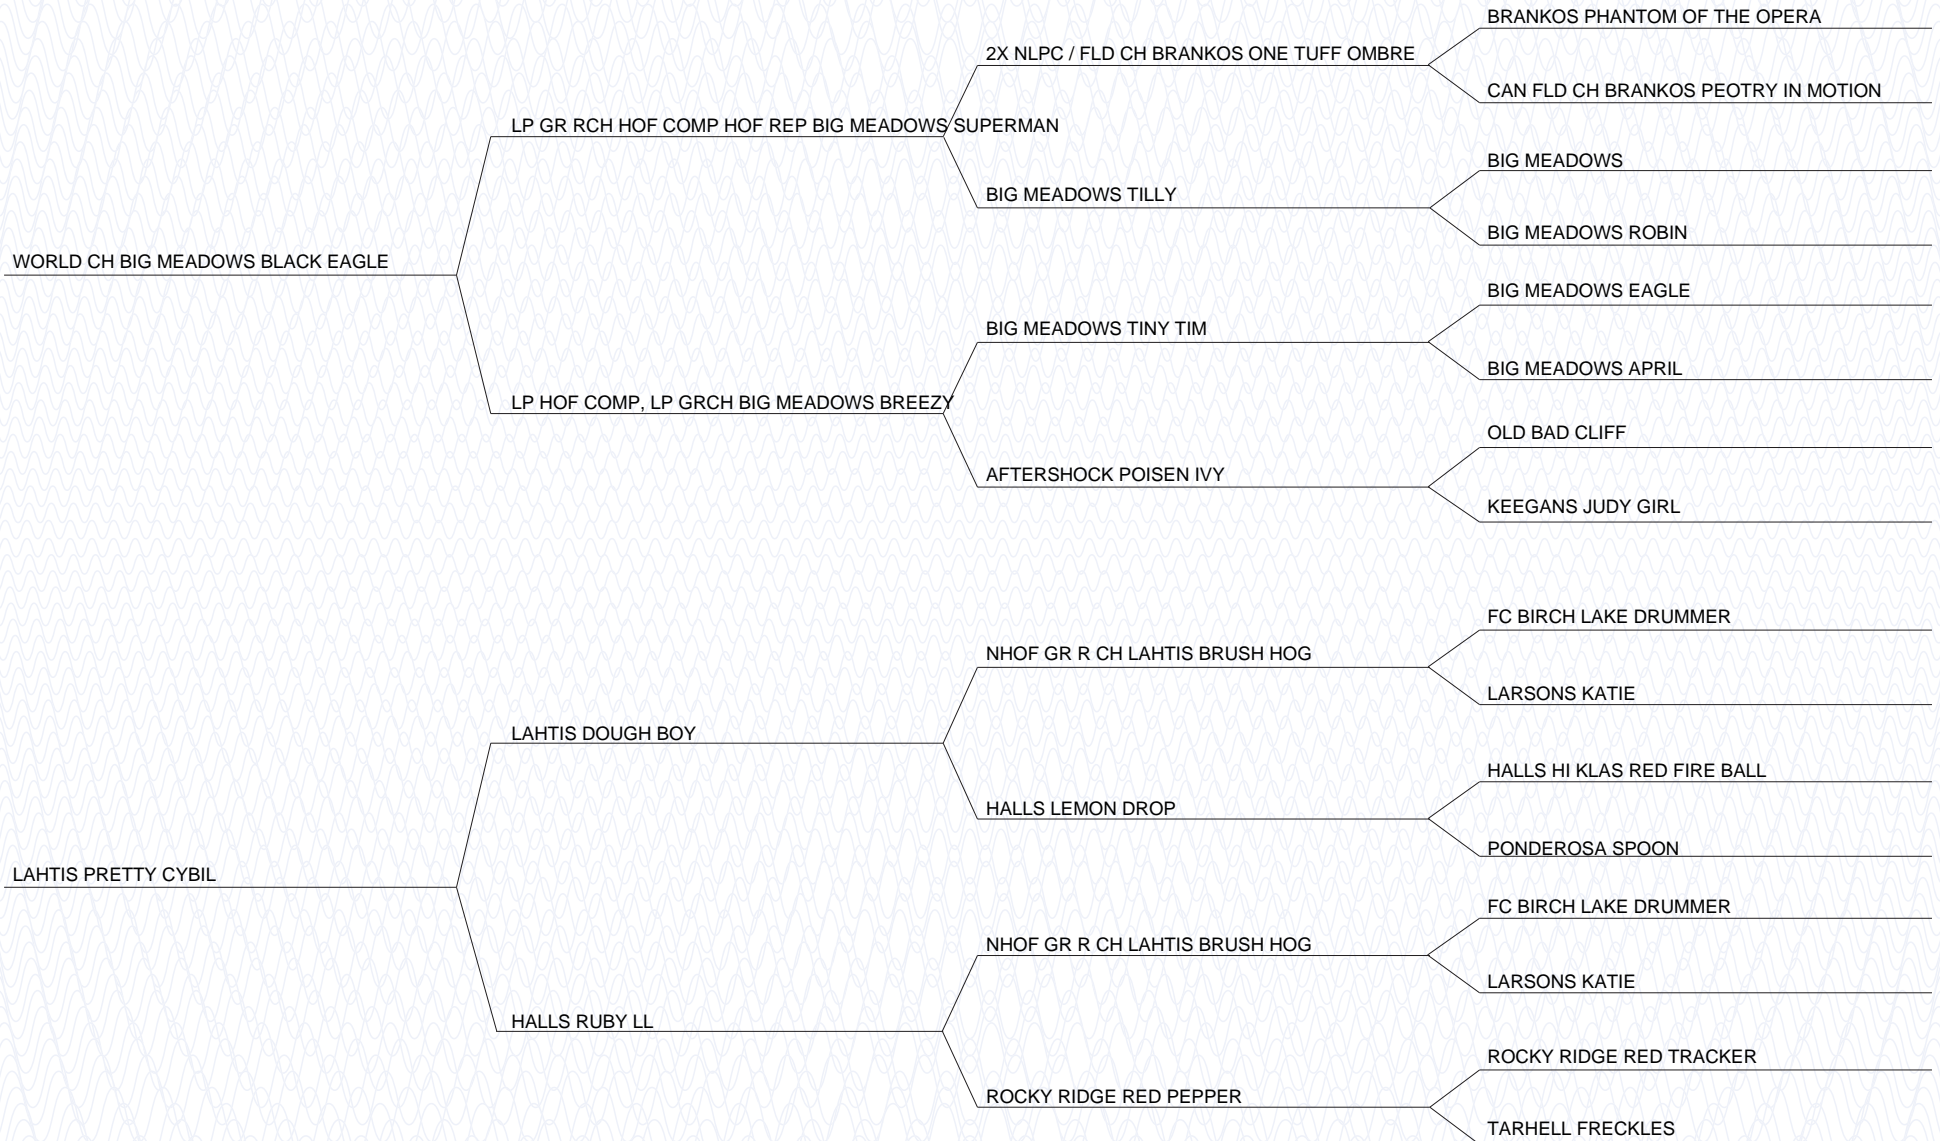 BRANKOS PHANTOM OF THE OPERA
2X NLPC / FLD CH BRANKOS ONE TUFF OMBRE
CAN FLD CH BRANKOS PEOTRY IN MOTION
LP GR RCH HOF COMP HOF REP BIG MEADOWS SUPERMAN
BIG MEADOWS
BIG MEADOWS TILLY
BIG MEADOWS ROBIN
WORLD CH BIG MEADOWS BLACK EAGLE
BIG MEADOWS EAGLE
BIG MEADOWS TINY TIM
BIG MEADOWS APRIL
LP HOF COMP, LP GRCH BIG MEADOWS BREEZY
OLD BAD CLIFF
AFTERSHOCK POISEN IVY
KEEGANS JUDY GIRL
FC BIRCH LAKE DRUMMER
NHOF GR R CH LAHTIS BRUSH HOG
LARSONS KATIE
LAHTIS DOUGH BOY
HALLS HI KLAS RED FIRE BALL
HALLS LEMON DROP
PONDEROSA SPOON
LAHTIS PRETTY CYBIL
FC BIRCH LAKE DRUMMER
NHOF GR R CH LAHTIS BRUSH HOG
LARSONS KATIE
HALLS RUBY LL
ROCKY RIDGE RED TRACKER
ROCKY RIDGE RED PEPPER
TARHELL FRECKLES